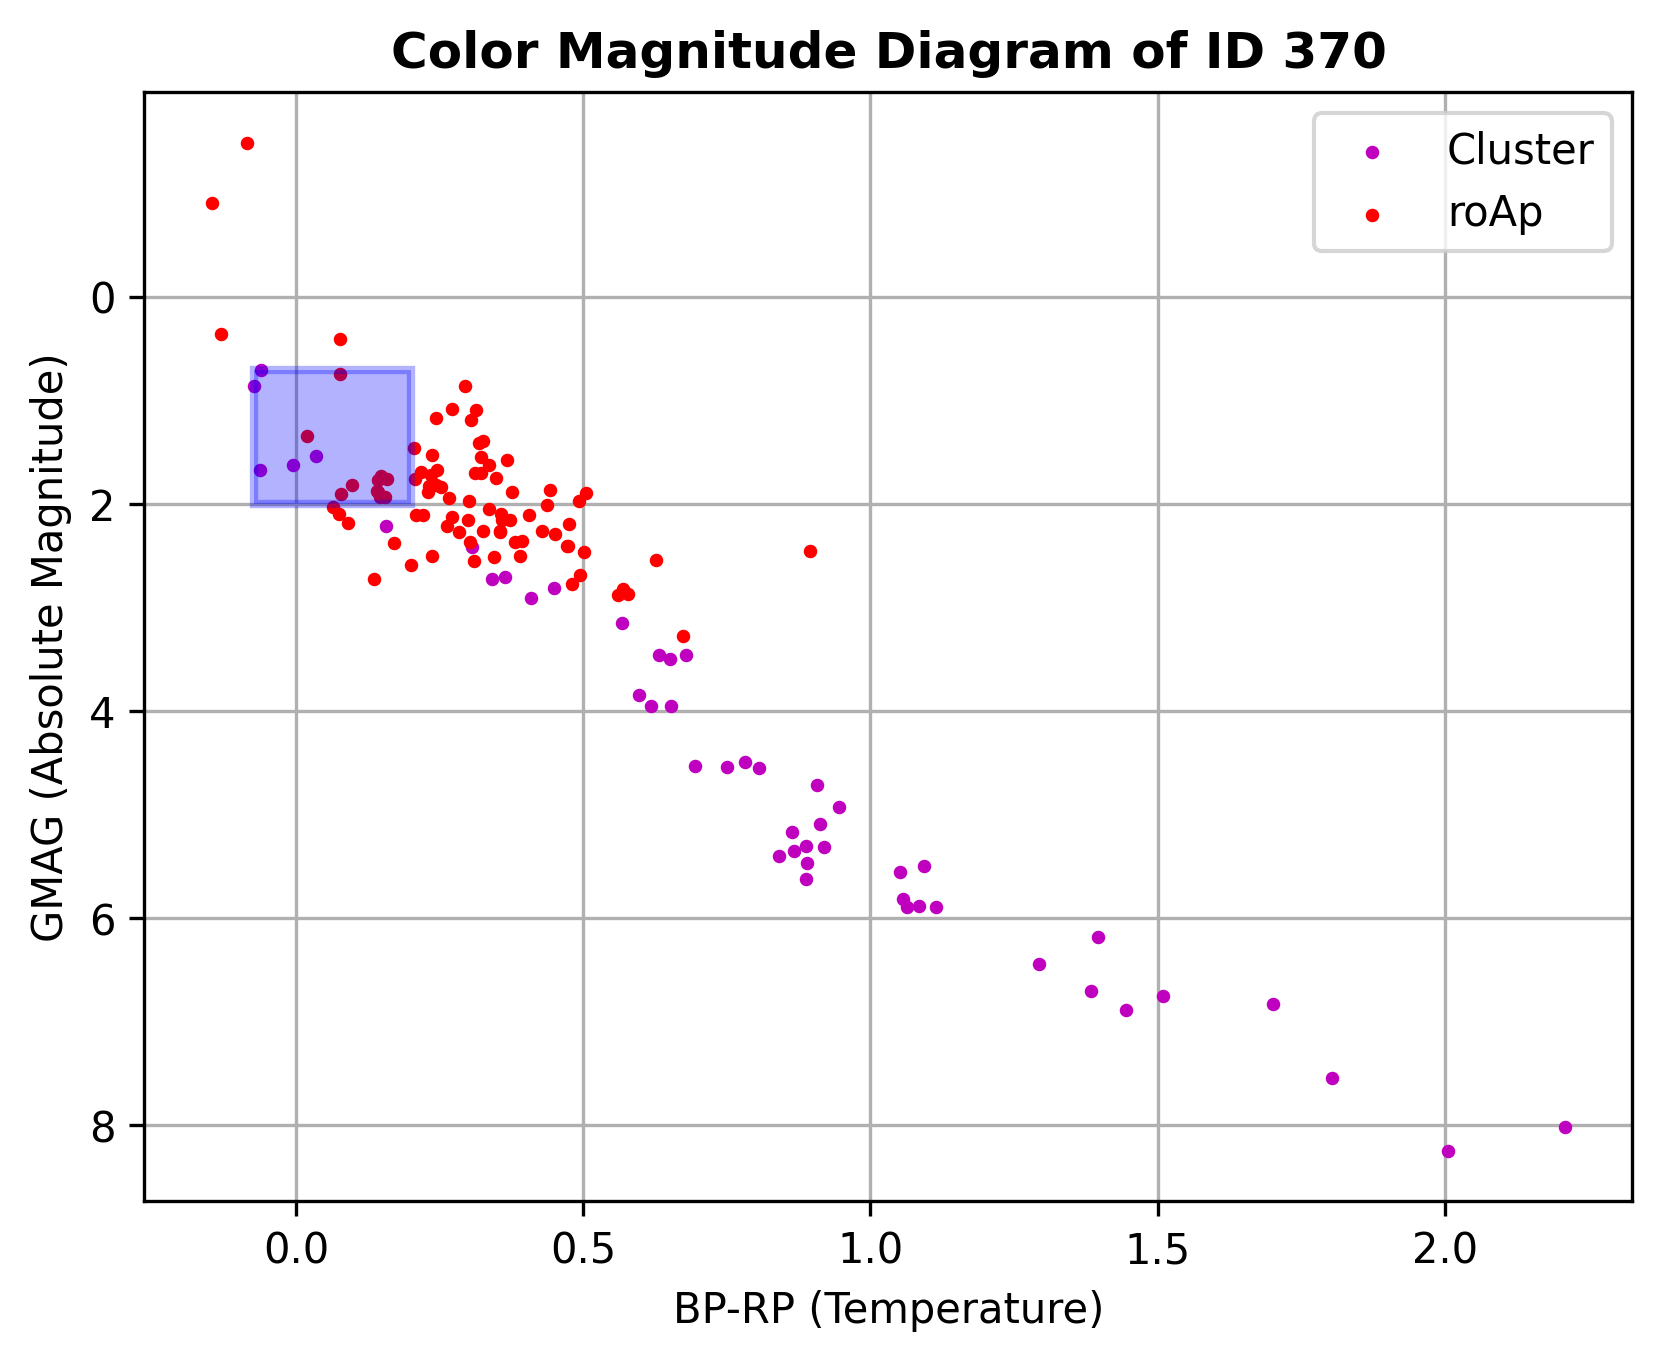 Color Magnitude Diagram of ID 370
Cluster
roAp
0
2
4
6
8
GMAG (Absolute Magnitude)
0.0 0.5 1.0 1.5 2.0
BP-RP (Temperature)